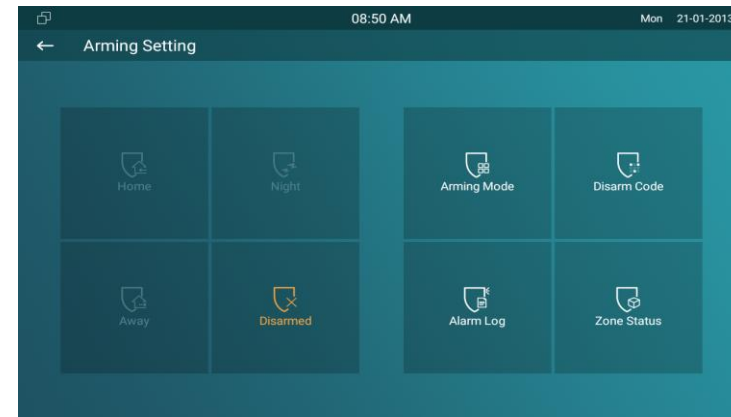 08:50 AM
Mon 21-01-2013
Arming Setting
Home
Night
Arming Mode
Disarm Code
Away
Disarmed
Alarm Log
Zone Status